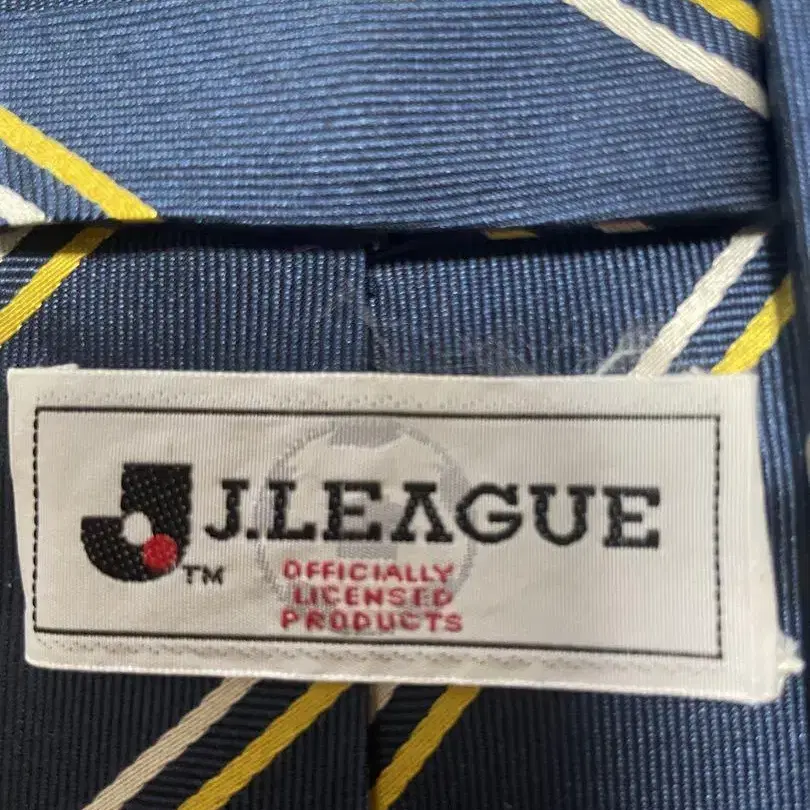 J.LEAGUE
TM
OFFICIALLY
LICENSED
PRODUCTS